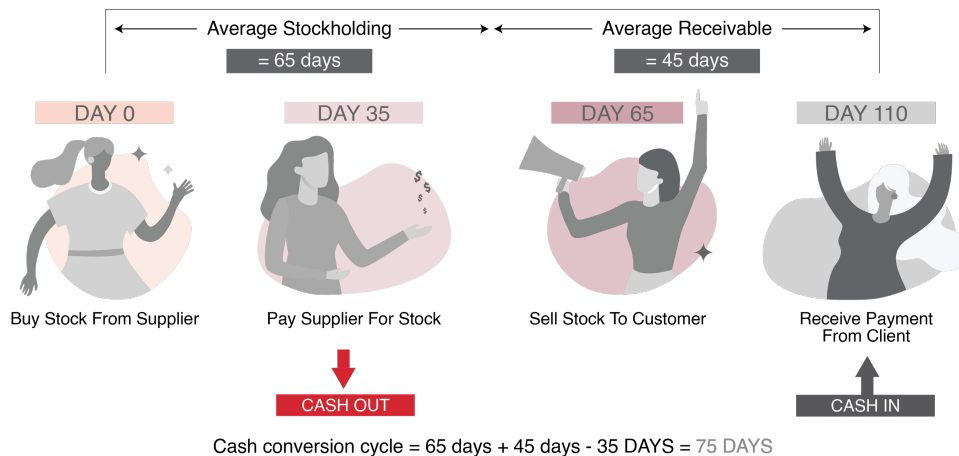 Average Stockholding
Average Receivable
= 65 days
= 45 days
DAY 0
DAY 35
DAY 65
DAY 110
$
$
$
$
Buy Stock From Supplier
Pay Supplier For Stock
Sell Stock To Customer
Receive Payment
From Client
CASH OUT
CASH IN
Cash conversion cycle = 65 days + 45 days - 35 DAYS = 75 DAYS